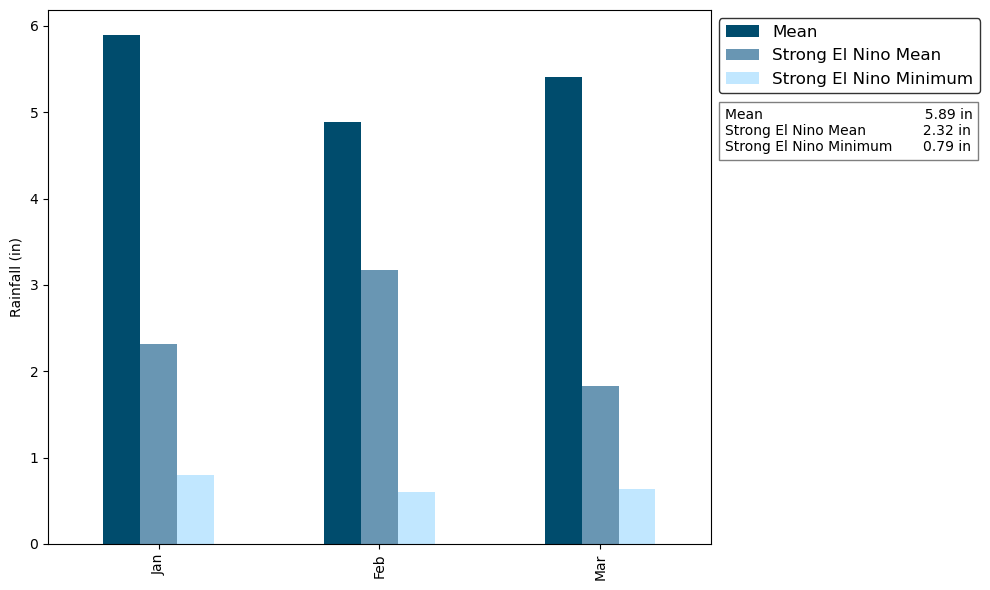 Mean
Strong El Nino Mean
Strong El Nino Minimum
Mean 5.89 in
Strong El Nino Mean 2.32 in
Strong El Nino Minimum 0.79 in
Rainfall (in)
6
5
4
3
2
1
0
Jan
Feb
Mar